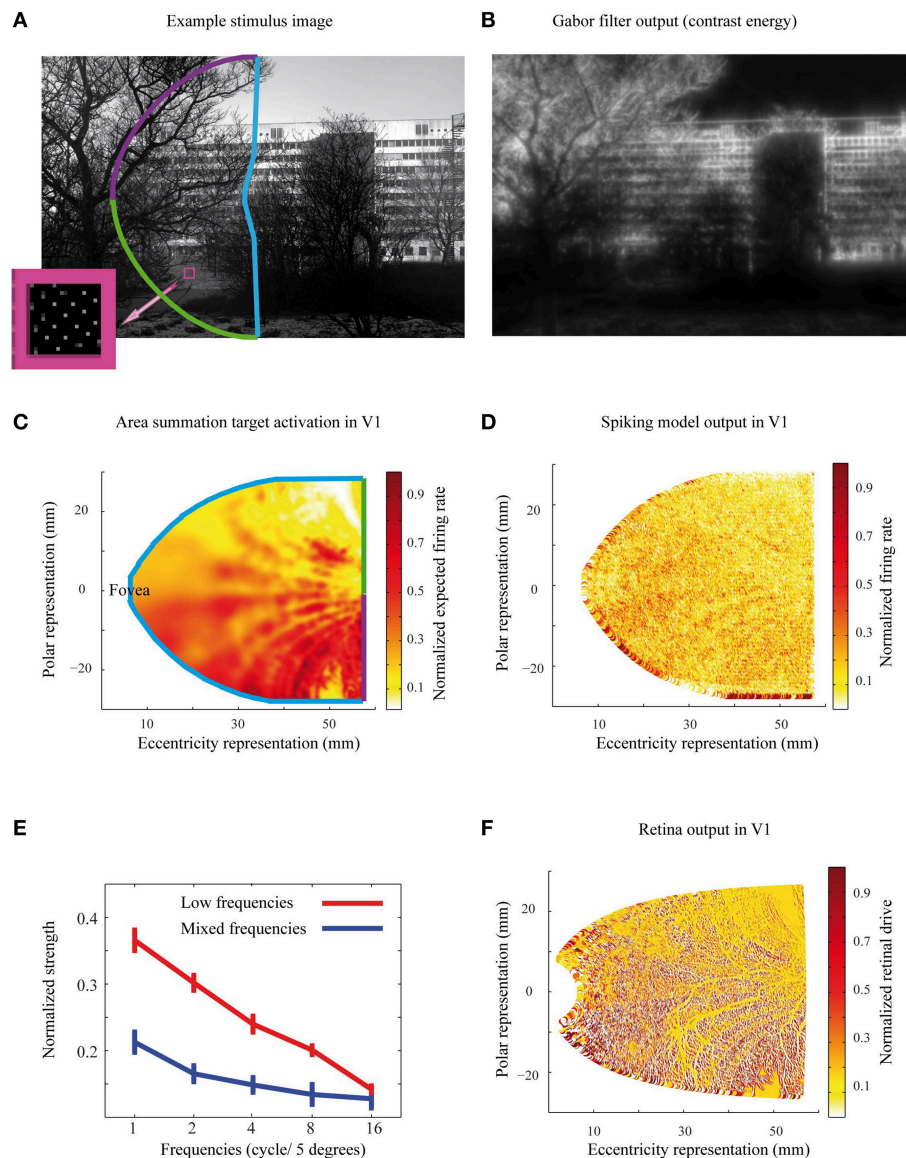 A
Example stimulus image
B
Gabor filter output (contrast energy)
C
Area summation target activation in V1
Polar representation (mm)
20
0
−20
Fovea
10
30
50
Eccentricity representation (mm)
0.9
0.7
0.5
0.3
0.1
Normalized expected firing rate
D
Spiking model output in V1
Polar representation (mm)
20
0
−20
10
30
50
Eccentricity representation (mm)
0.9
0.7
0.5
0.3
0.1
Normalized firing rate
E
Normalized strength
0.4
0.3
0.2
Low frequencies
Mixed frequencies
1
2
4
8
16
Frequencies (cycle/ 5 degrees)
F
Retina output in V1
Polar representation (mm)
20
0
−20
10
30
50
Eccentricity representation (mm)
0.9
0.7
0.5
0.3
0.1
Normalized retinal drive